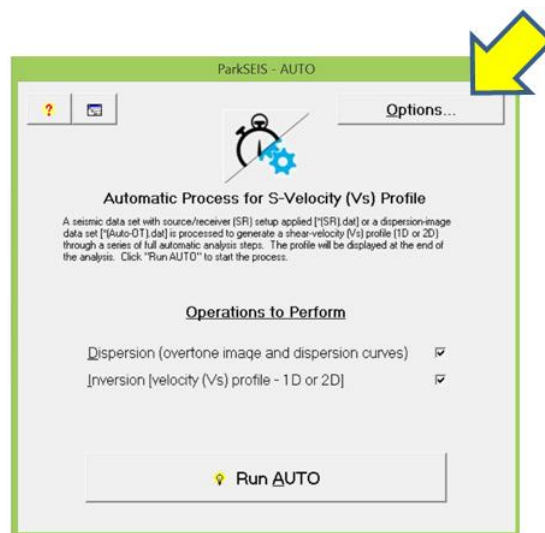 ParkSEIS - AUTO
?
Options...
Automatic Process for S-Velocity (Vs) Profile
A seismic data set with source/receiver (SR) setup applied [*(SR).dat] or a dispersion-image
data set [*(Auto-OT).dat] is processed to generate a shear-velocity (Vs) profile (1D or 2D)
through a series of full automatic analysis steps. The profile will be displayed at the end of
the analysis. Click "Run AUTO" to start the process.
Operations to Perform
Dispersion (overtone image and dispersion curves)
Inversion [velocity (Vs) profile - 1D or 2D]
Run AUTO